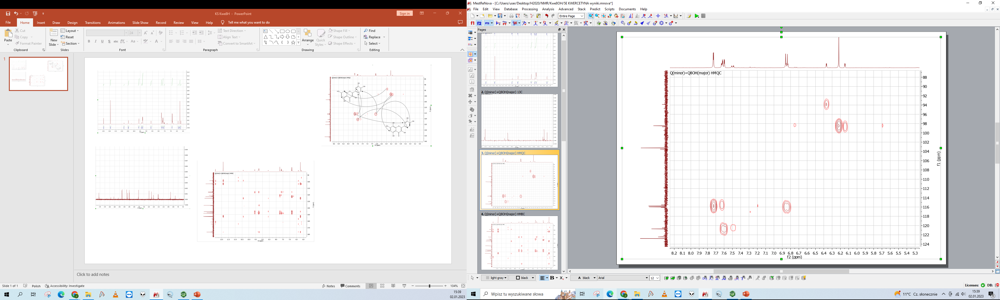 KS Kwe8H - PowerPoint
Sign in
File Home Insert Draw Design Transitions Animations Slide Show Record Review View Help Tell me what you want to do
Paste
Cut
Copy
Format Painter
Clipboard
New Slide
Layout
Reset
Section
Slides
24
Font
Text Direction
Align Text
Convert to SmartArt
Paragraph
Arrange
Quick Styles
Shape Fill
Shape Outline
Shape Effects
Drawing
Find
Replace
Select
Editing
1
Click to add notes
Slide 1 of 1 Polish Accessibility: Investigate Notes Comments 104%
15:39
02.01.2023
MestReNova - [C:/Users/user/Desktop/H2020/NMR/Kwe8OH/5E KWERCETYNA wyniki.mnova*]
File Edit View Database Processing Analysis Advanced Stack Predict Scripts Documents Help
Entire Page
Pages
2. Q(minor)+Q8OH(major) 13C
3. Q(minor)+Q8OH(major) HMQC
4. Q(minor)+Q8OH(major) HMBC
Q(minor)+Q8OH(major) HMQC
88
90
92
94
96
98
100
102
104
106
108
110
112
114
116
118
120
122
124
f1 (ppm)
8.2 8.1 8.0 7.9 7.8 7.7 7.6 7.5 7.4 7.3 7.2 7.1 7.0 6.9 6.8 6.7 6.6 6.5 6.4 6.3 6.2 6.1 6.0 5.9 5.8 5.7 5.6 5.5 5.4 5.3
f2 (ppm)
light gray black black Arial 12
Licenses: DB:
Wpisz tu wyszukiwane słowa
11°C Cz. słonecznie
15:39
02.01.2023